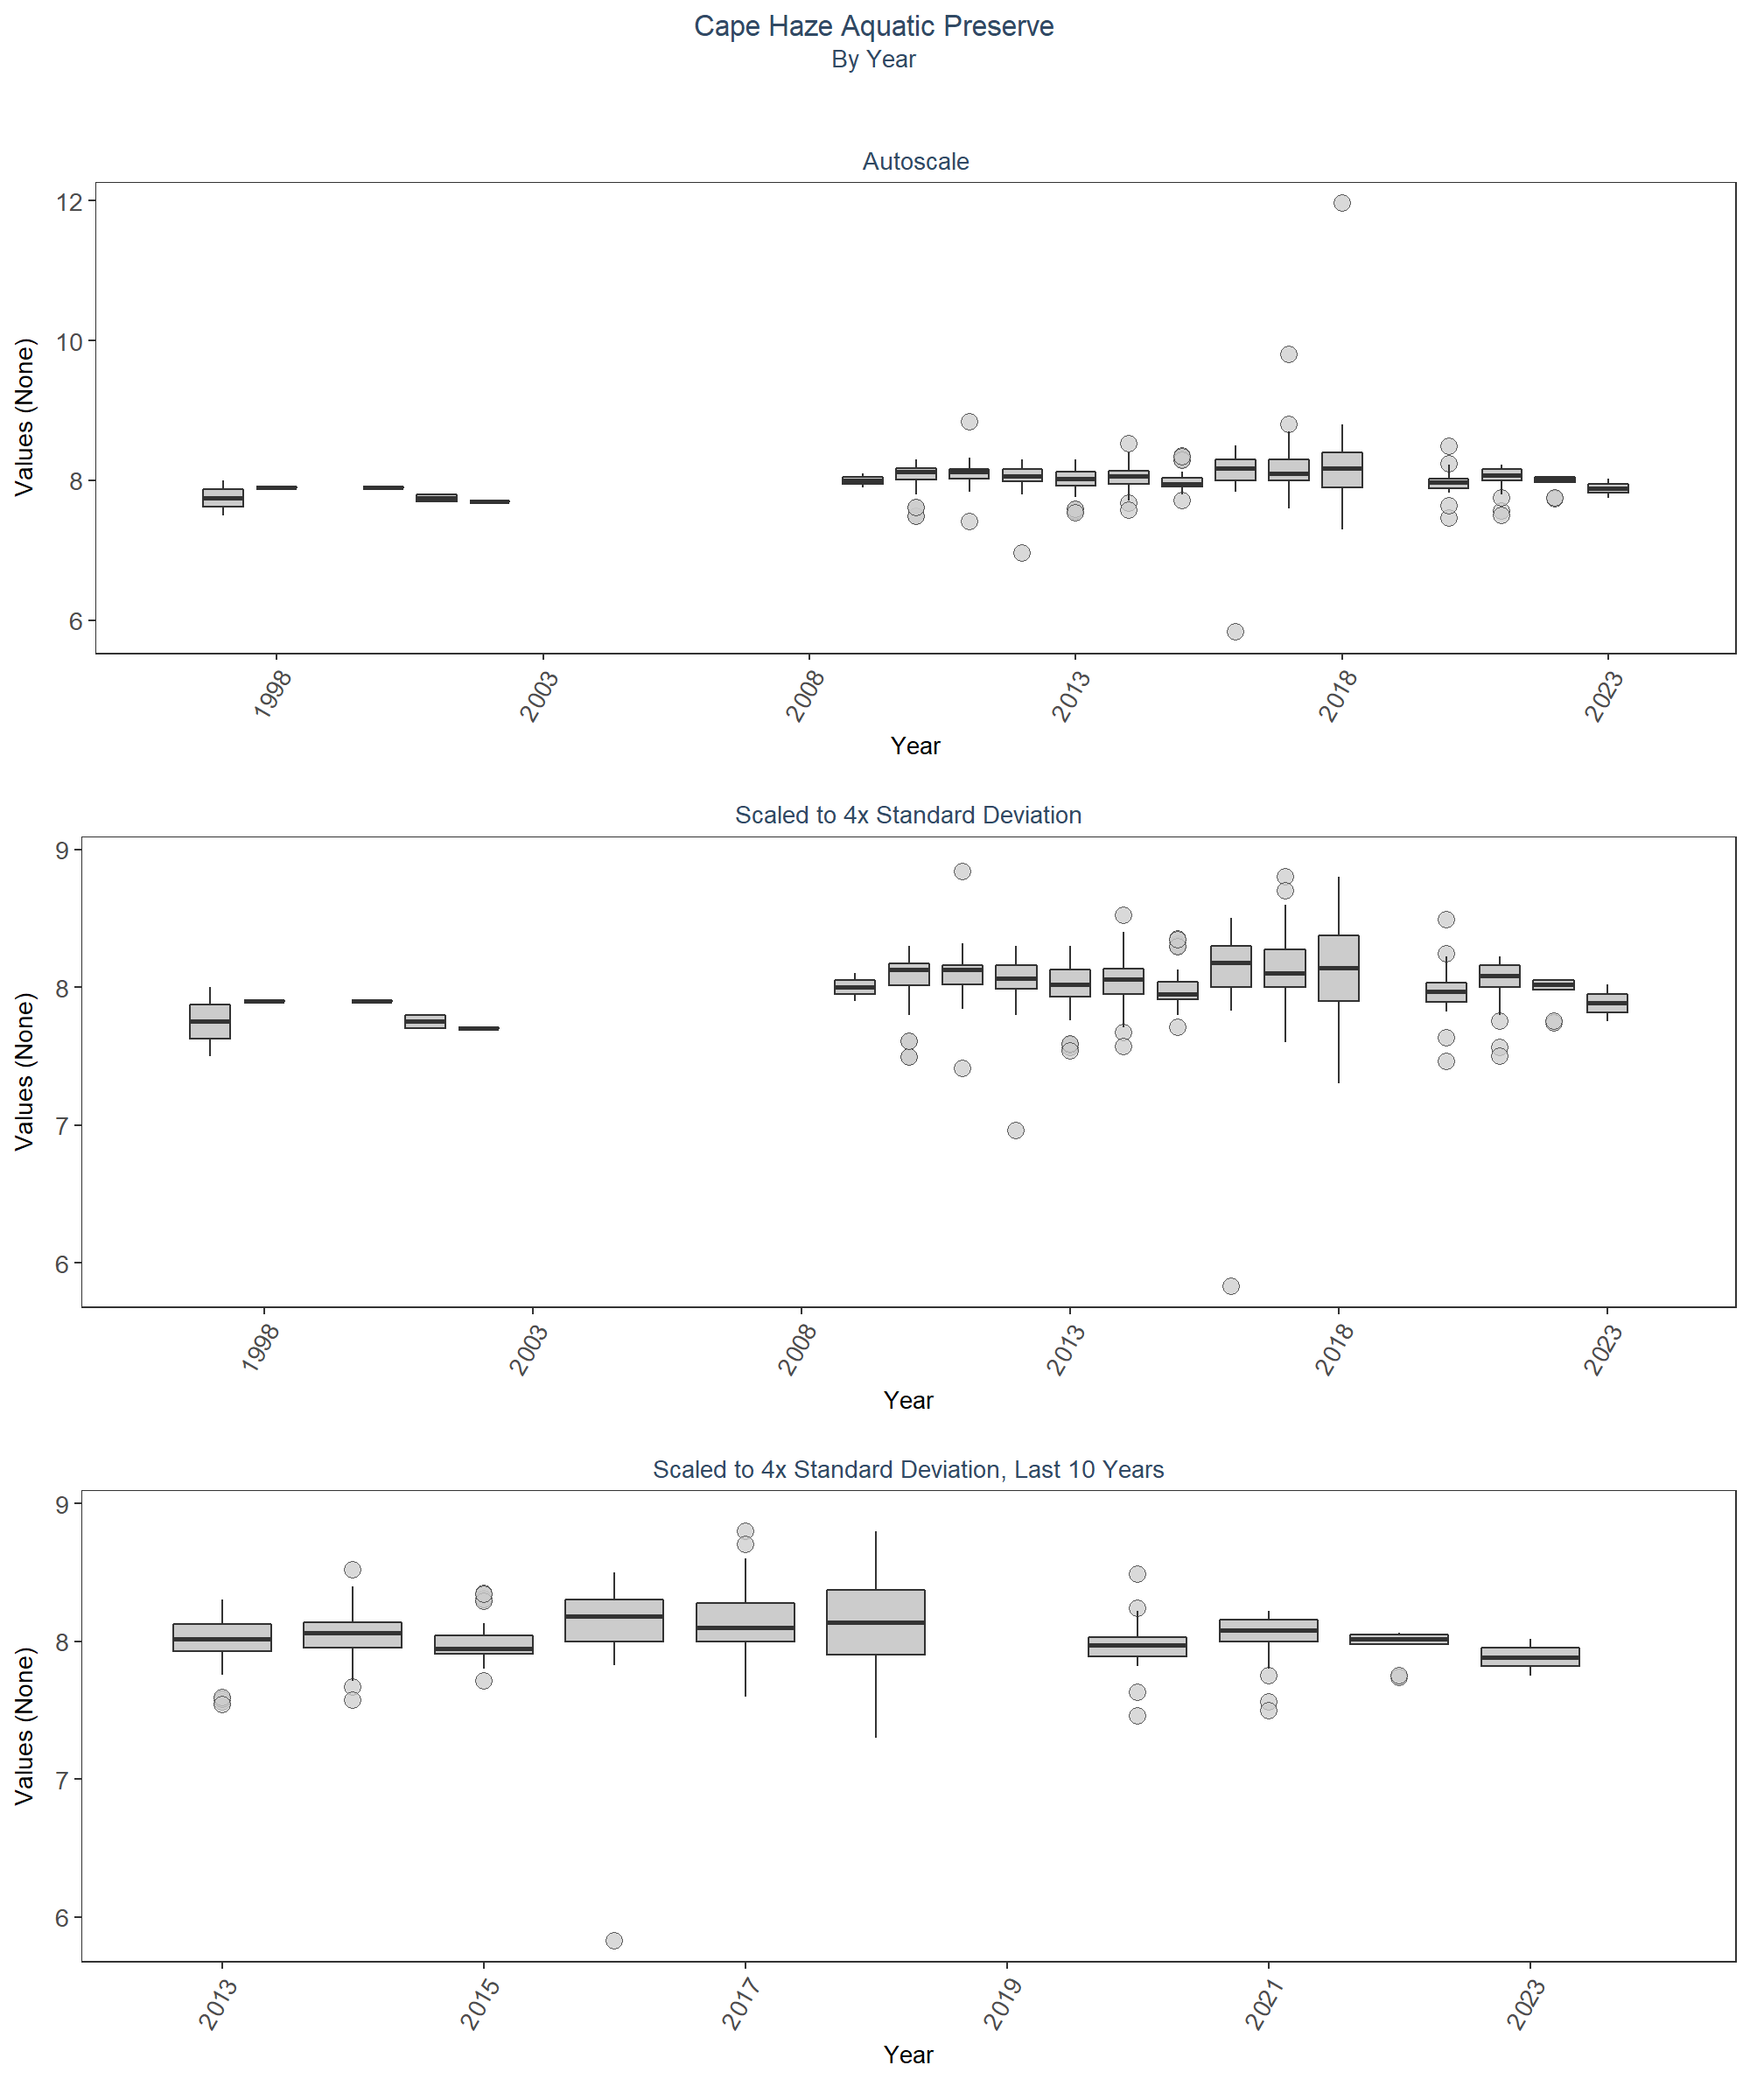 Cape Haze Aquatic Preserve
By Year
Autoscale
12
10
8
6
Values (None)
1998 2003 2008 2013 2018 2023
Year
Scaled to 4x Standard Deviation
9
8
7
6
Values (None)
1998 2003 2008 2013 2018 2023
Year
Scaled to 4x Standard Deviation, Last 10 Years
9
8
7
6
Values (None)
2013 2015 2017 2019 2021 2023
Year